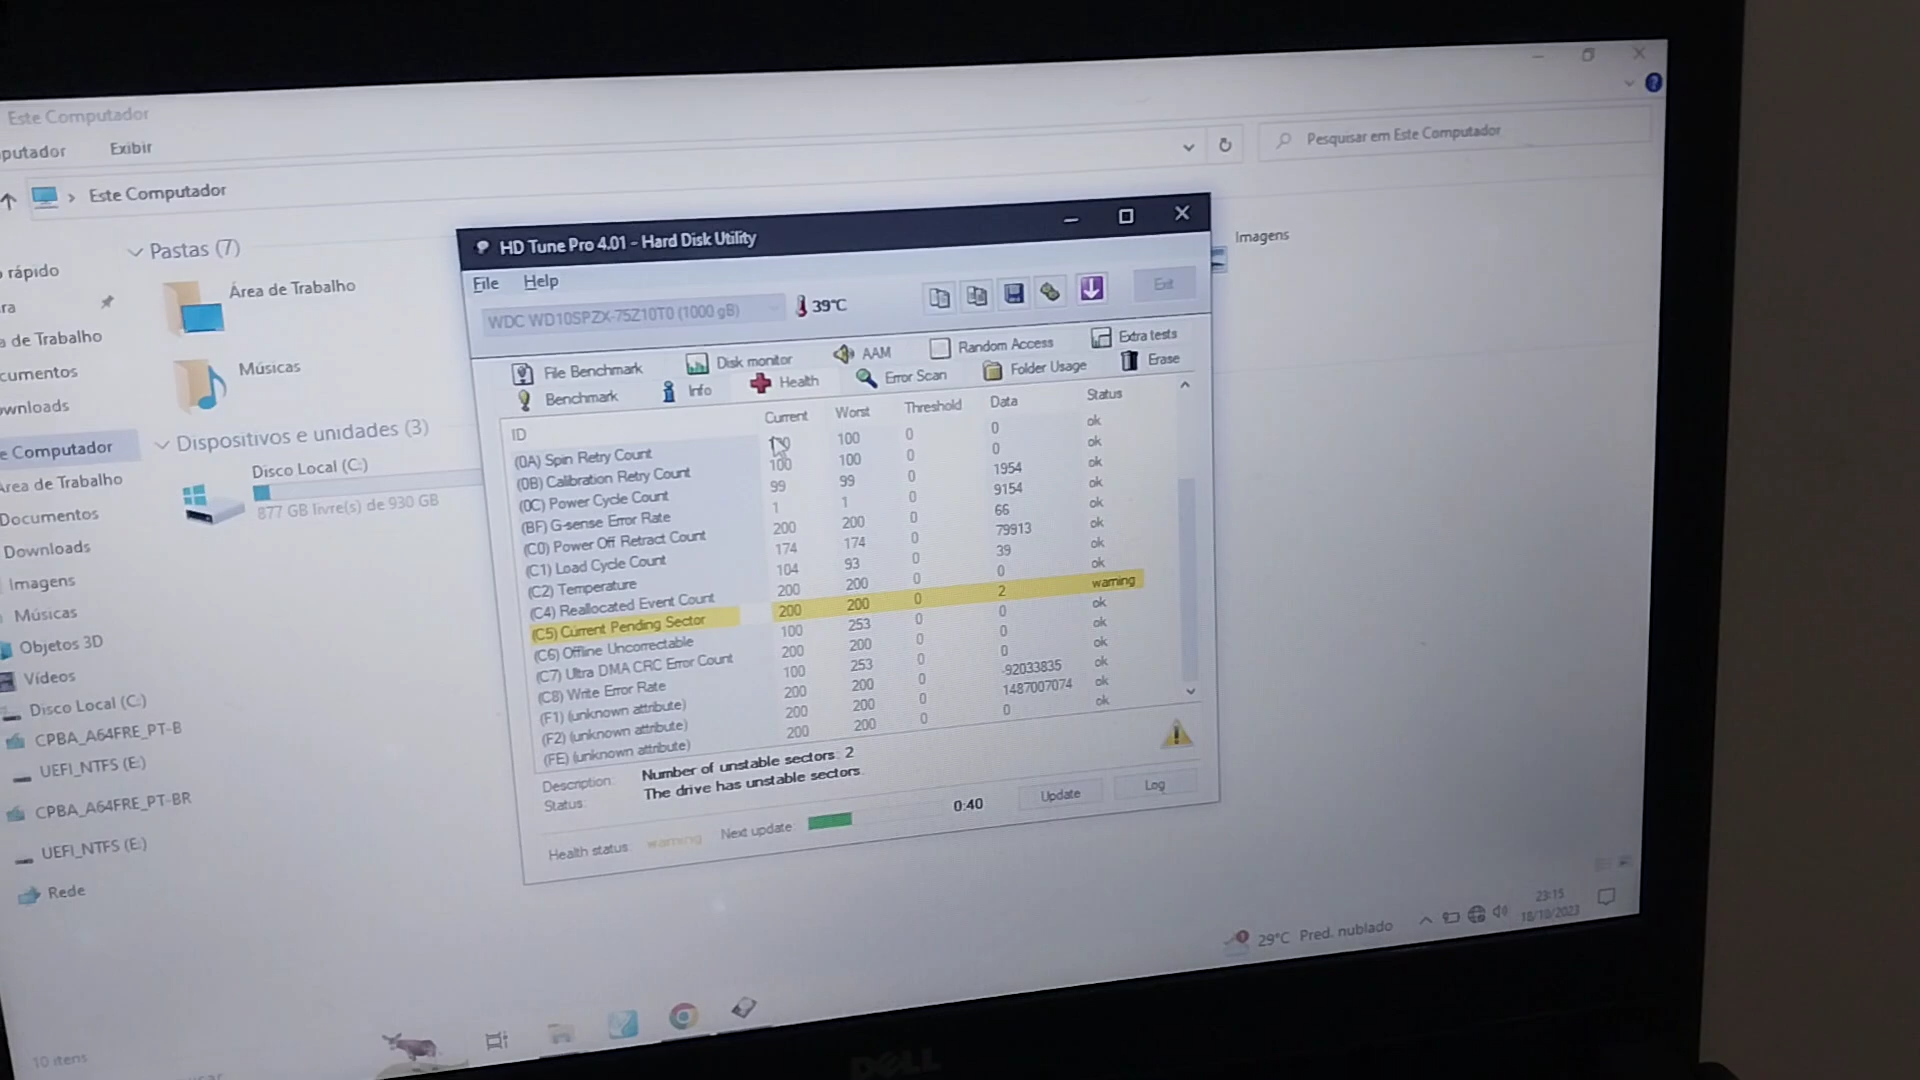 Este Computador
putador Exibir
Este Computador
Pesquisar em Este Computador
rápido
ra
a de Trabalho
cumentos
ownloads
e Computador
Área de Trabalho
Documentos
Downloads
Imagens
Músicas
Objetos 3D
Vídeos
Disco Local (C:)
CPBA_A64FRE_PT-B
UEFI_NTFS (E:)
CPBA_A64FRE_PT-BR
UEFI_NTFS (E:)
Rede
10 itens
Pastas (7)
Área de Trabalho
Músicas
Imagens
Dispositivos e unidades (3)
Disco Local (C:)
877 GB livre(s) de 930 GB
HD Tune Pro 4.01 - Hard Disk Utility
File Help
WDC WD10SPZX-75Z10T0 (1000 gB) 39°C Exit
File Benchmark Disk monitor AAM Random Access Extra tests
Benchmark Info Health Error Scan Folder Usage Erase
ID Current Worst Threshold Data Status
(0A) Spin Retry Count 100 0 0 ok
(0B) Calibration Retry Count 100 100 0 0 ok
(0C) Power Cycle Count 99 99 0 1954 ok
(BF) G-sense Error Rate 1 1 0 9154 ok
(C0) Power Off Retract Count 200 200 0 66 ok
(C1) Load Cycle Count 174 174 0 79913 ok
(C2) Temperature 104 93 0 39 ok
(C4) Reallocated Event Count 200 200 0 0 ok
(C5) Current Pending Sector 200 200 0 2 warning
(C6) Offline Uncorrectable 100 253 0 0 ok
(C7) Ultra DMA CRC Error Count 200 200 0 0 ok
(C8) Write Error Rate 100 253 0 0 ok
(F1) (unknown attribute) 200 200 0 -92033835 ok
(F2) (unknown attribute) 200 200 0 1487007074 ok
(FE) (unknown attribute) 200 200 0 0 ok
Description: Number of unstable sectors: 2
Status: The drive has unstable sectors.
Health status: warning Next update: 0:40 Update Log
29°C Pred. nublado
23:15
18/10/2023
DELL